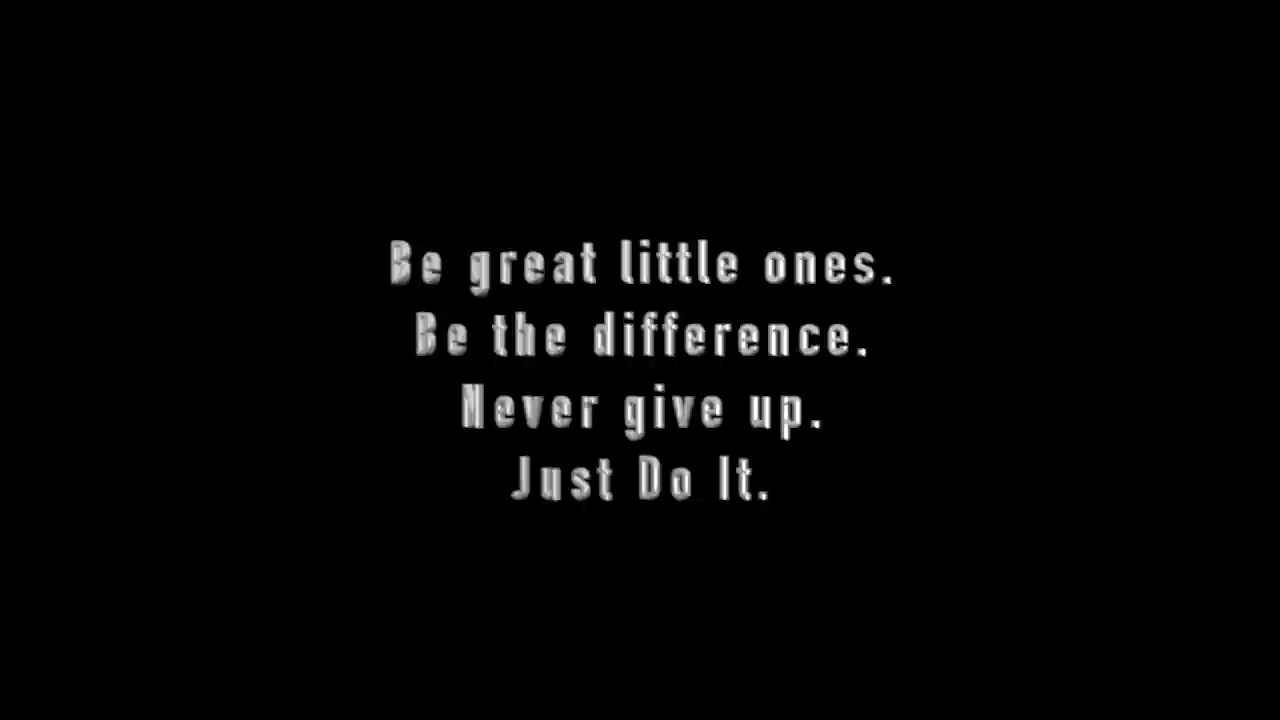 Be great little ones.
Be the difference.
Never give up.
Just Do It.